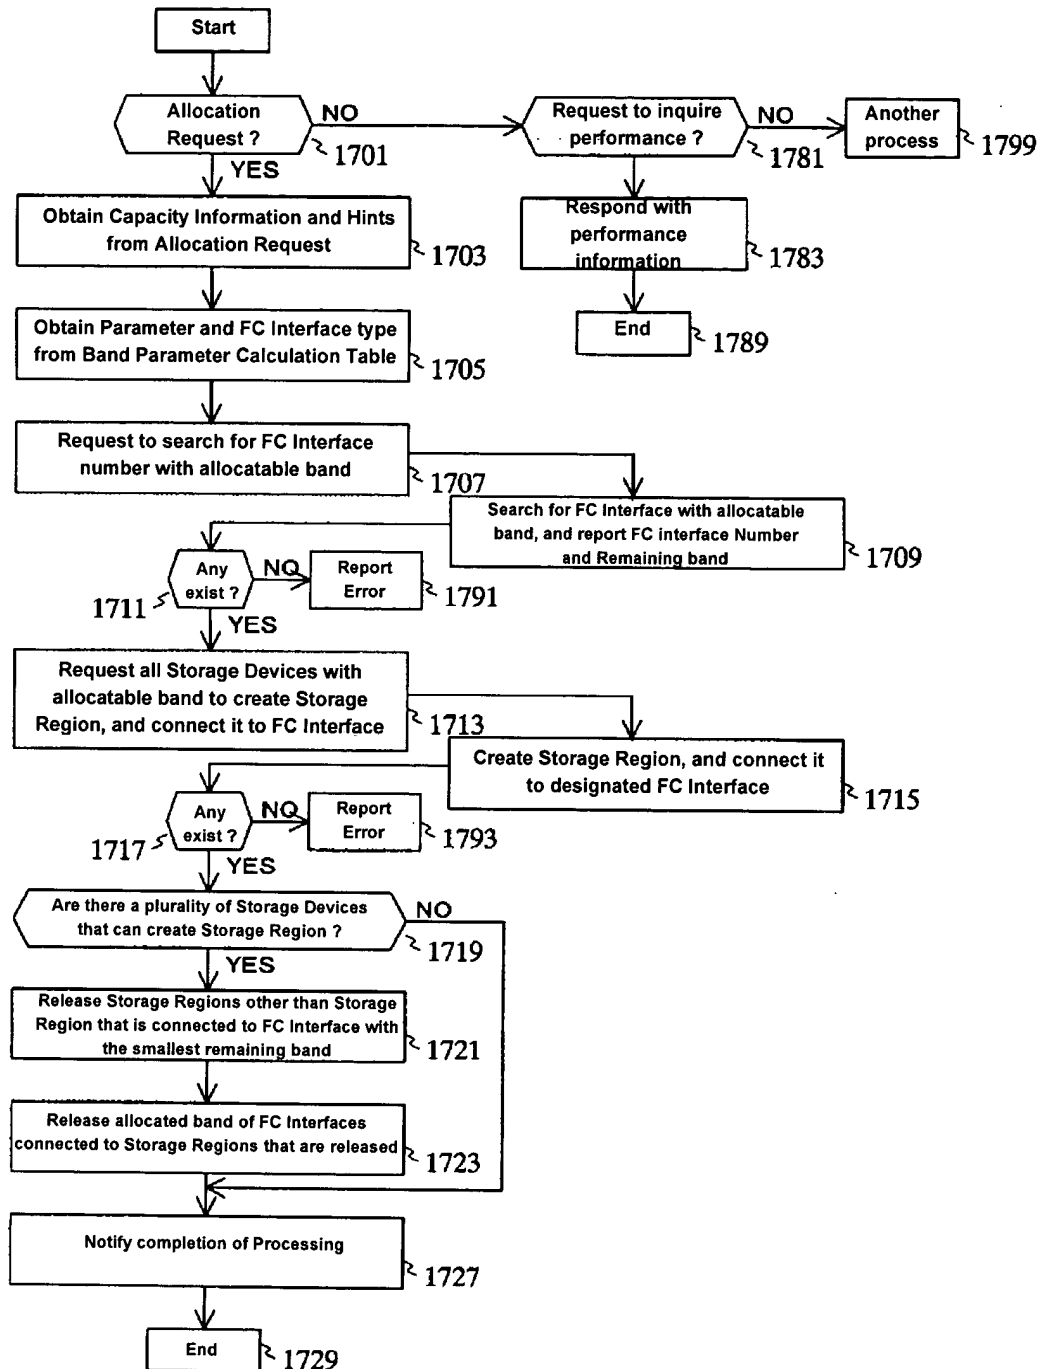 Start
Allocation
Request ?
NO
1701
YES
Request to inquire
performance ?
NO
1781
Another
process
1799
Obtain Capacity Information and Hints
from Allocation Request
1703
Respond with
performance
information
1783
End
1789
Obtain Parameter and FC Interface type
from Band Parameter Calculation Table
1705
Request to search for FC Interface
number with allocatable band
1707
Search for FC Interface with allocatable
band, and report FC interface Number
and Remaining band
1709
Any
exist ?
NO
1711
YES
Report
Error
1791
Request all Storage Devices with
allocatable band to create Storage
Region, and connect it to FC Interface
1713
Create Storage Region, and connect it
to designated FC Interface
1715
Any
exist ?
NO
1717
YES
Report
Error
1793
Are there a plurality of Storage Devices
that can create Storage Region ?
NO
1719
YES
Release Storage Regions other than Storage
Region that is connected to FC Interface with
the smallest remaining band
1721
Release allocated band of FC Interfaces
connected to Storage Regions that are released
1723
Notify completion of Processing
1727
End
1729